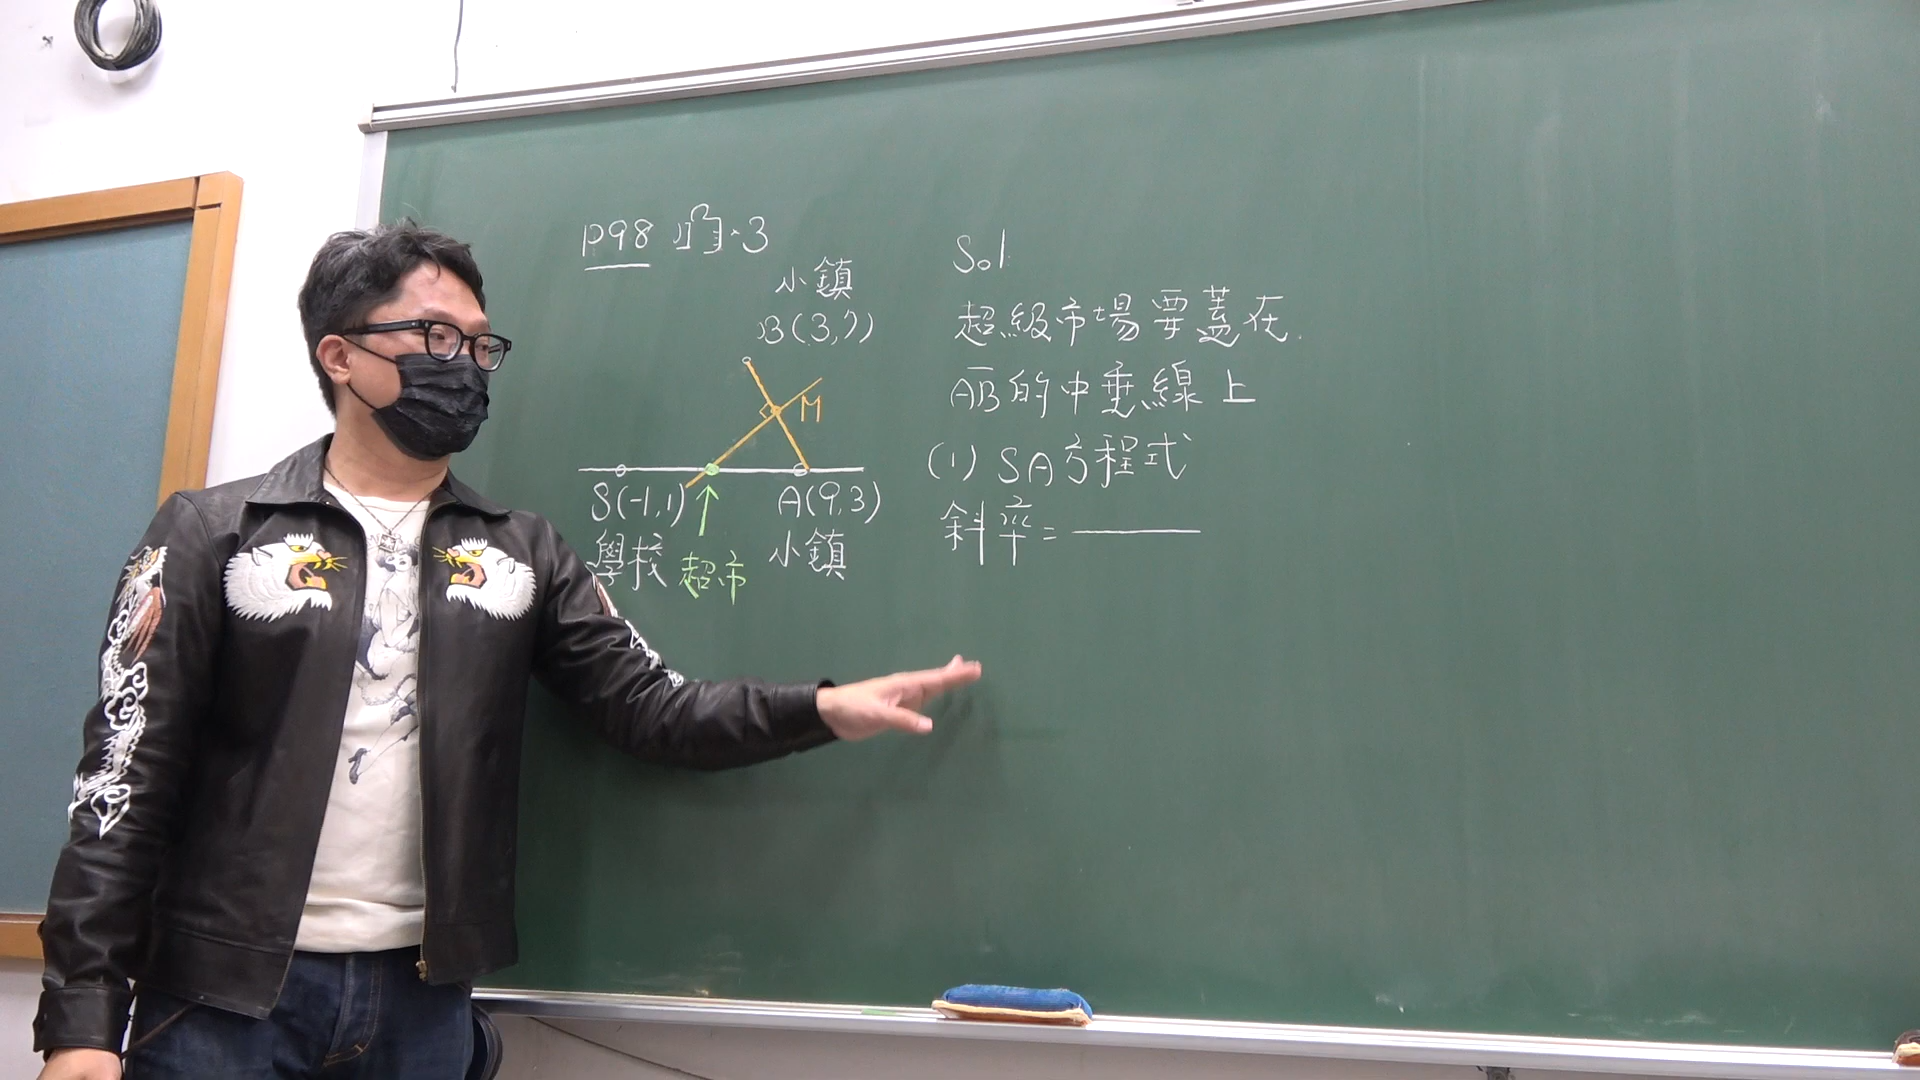 P98 例.3
小鎮
B(3,7)
M
S(-1,1)
A(9,3)
學校
超市
小鎮
Sol
超級市場要蓋在
AB的中垂線上
(1) SA方程式
斜率=